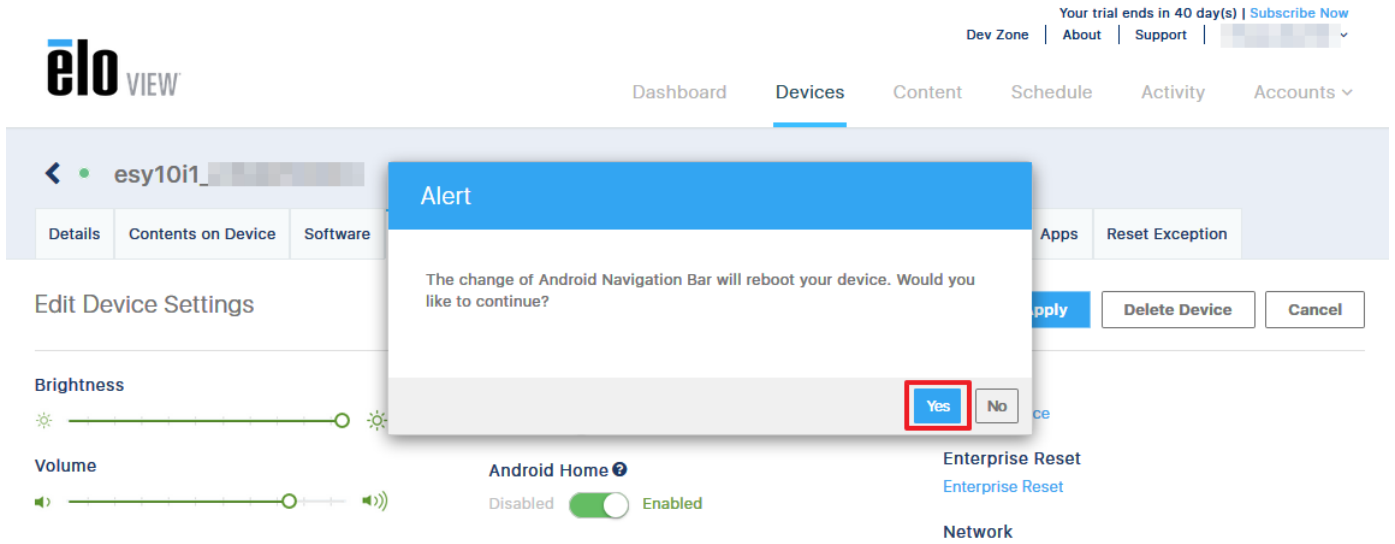 Your trial ends in 40 day(s) | Subscribe Now
Dev Zone | About | Support |
ēlo VIEW
Dashboard Devices Content Schedule Activity Accounts
esy10i1_
Alert
Details Contents on Device Software Apps Reset Exception
The change of Android Navigation Bar will reboot your device. Would you
like to continue?
Edit Device Settings
pply Delete Device Cancel
Brightness
Yes No
ce
Volume
Android Home
Enterprise Reset
Enterprise Reset
Disabled Enabled
Network